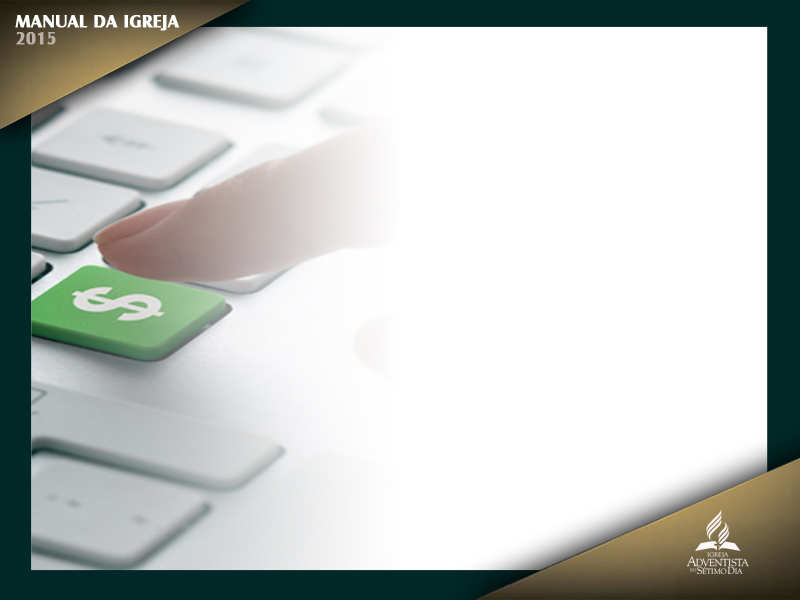 MANUAL DA IGREJA
2015
$
IGREJA
ADVENTISTA
DO SÉTIMO DIA